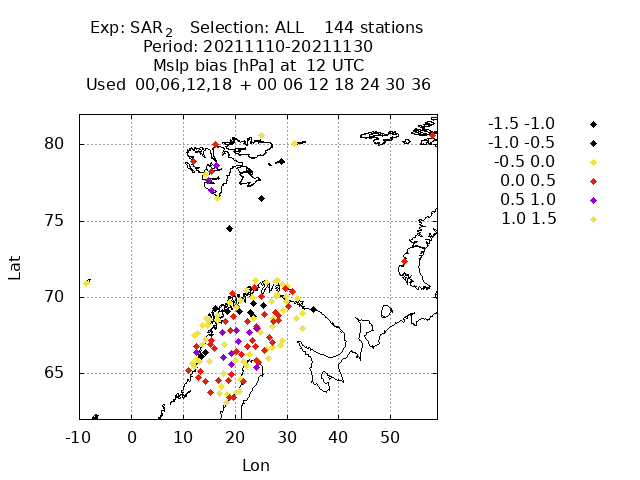 Exp: SAR2 Selection: ALL 144 stations
Period: 20211110-20211130
Mslp bias [hPa] at 12 UTC
Used 00,06,12,18 + 00 06 12 18 24 30 36
-1.5 -1.0
-1.0 -0.5
-0.5 0.0
0.0 0.5
0.5 1.0
1.0 1.5
80
75
70
65
Lat
-10 0 10 20 30 40 50
Lon